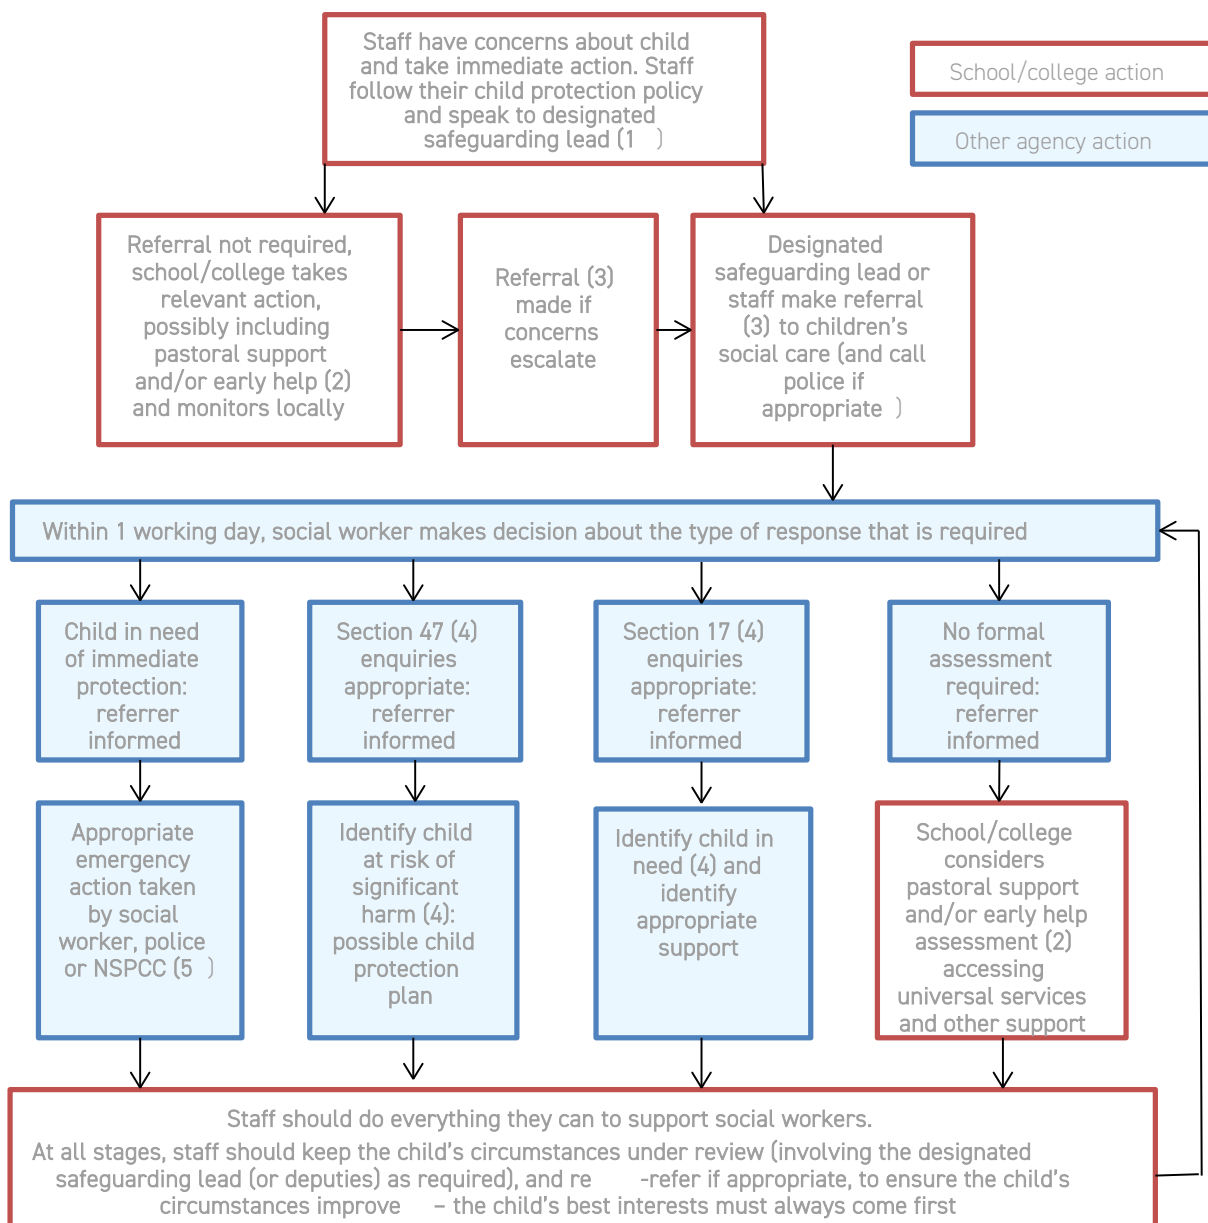 Staff have concerns about child
and take immediate action. Staff
follow their child protection policy
and speak to designated
safeguarding lead (1 )
School/college action
Other agency action
Referral not required,
school/college takes
relevant action,
possibly including
pastoral support
and/or early help (2)
and monitors locally
Referral (3)
made if
concerns
escalate
Designated
safeguarding lead or
staff make referral
(3) to children’s
social care (and call
police if
appropriate )
Within 1 working day, social worker makes decision about the type of response that is required
Child in need
of immediate
protection:
referrer
informed
Section 47 (4)
enquiries
appropriate:
referrer
informed
Section 17 (4)
enquiries
appropriate:
referrer
informed
No formal
assessment
required:
referrer
informed
Appropriate
emergency
action taken
by social
worker, police
or NSPCC (5 )
Identify child
at risk of
significant
harm (4):
possible child
protection
plan
Identify child in
need (4) and
identify
appropriate
support
School/college
considers
pastoral support
and/or early help
assessment (2)
accessing
universal services
and other support
Staff should do everything they can to support social workers.
At all stages, staff should keep the child’s circumstances under review (involving the designated
safeguarding lead (or deputies) as required), and re -refer if appropriate, to ensure the child’s
circumstances improve – the child’s best interests must always come first